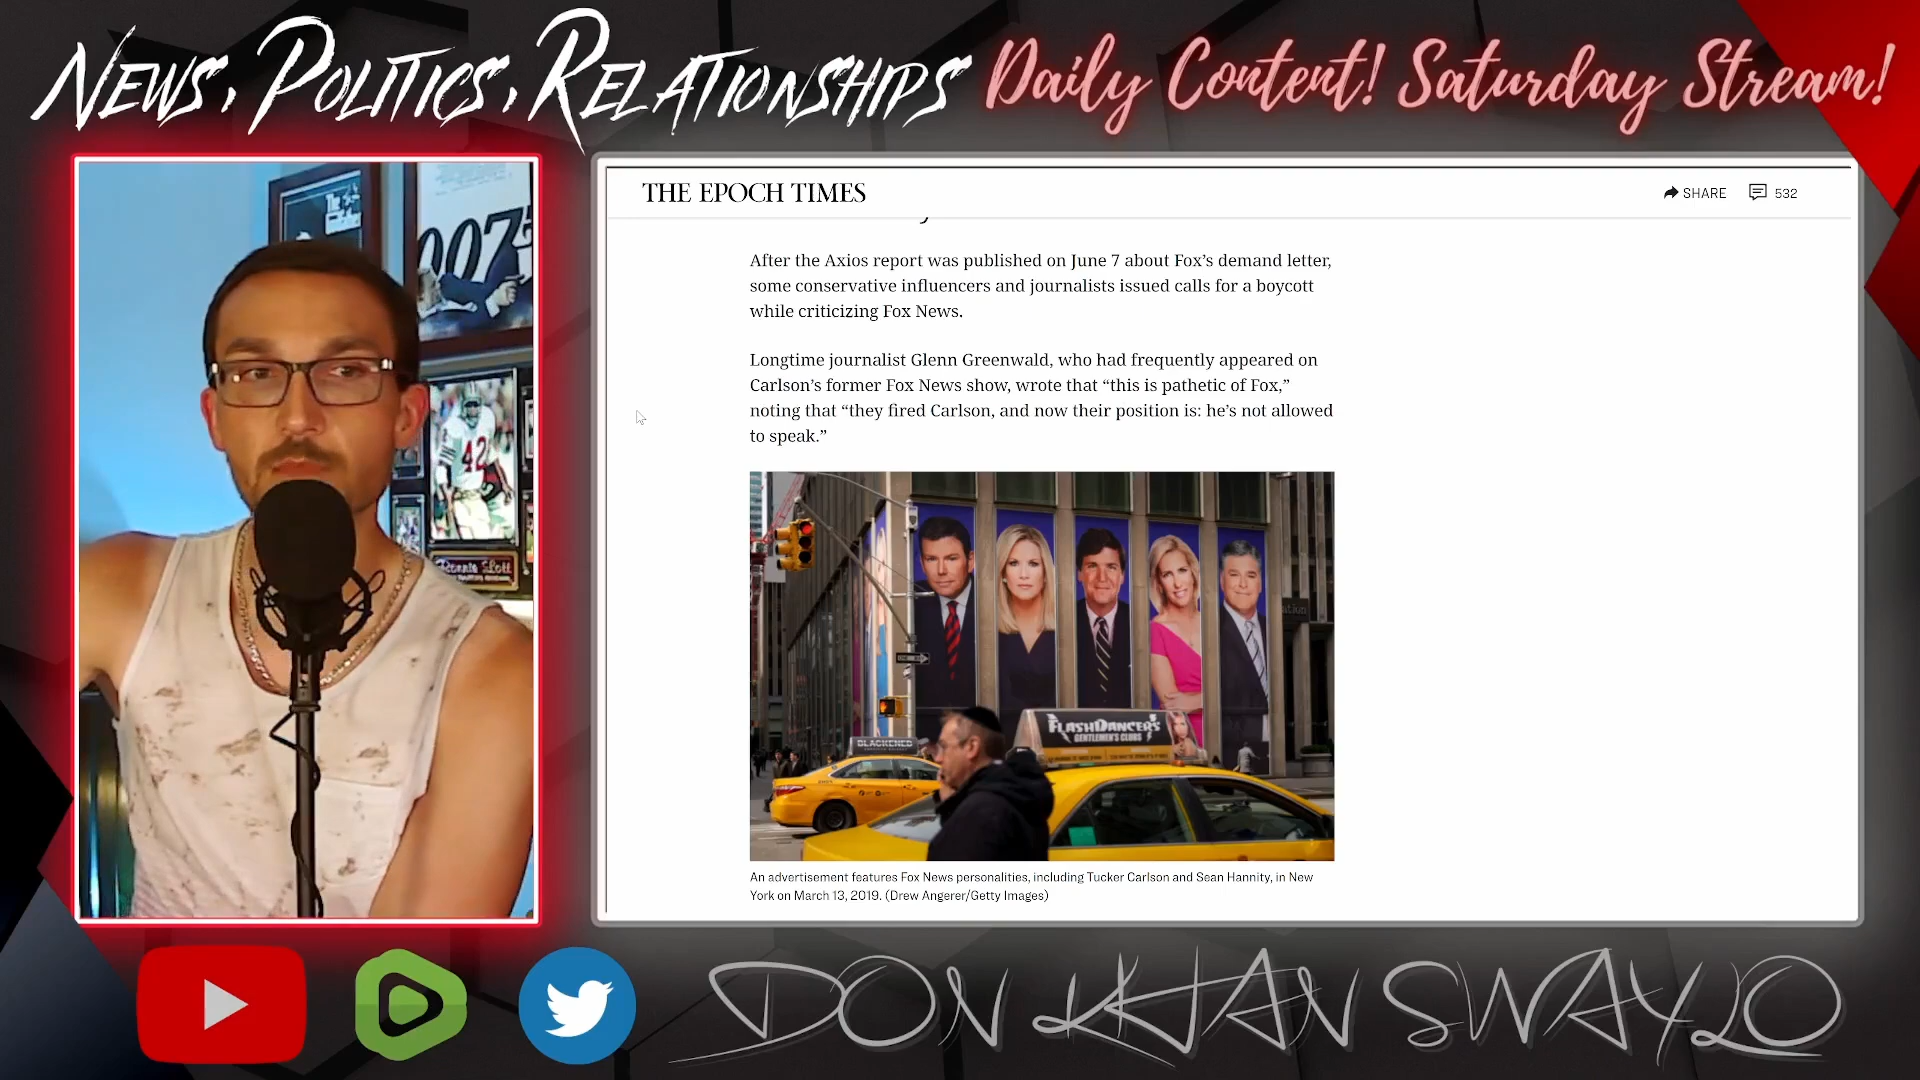 NEWS, POLITICS, RELATIONSHIPS
Daily Content! Saturday Stream!
007
42
Ronnie Lott
THE EPOCH TIMES
SHARE
532
After the Axios report was published on June 7 about Fox’s demand letter,
some conservative influencers and journalists issued calls for a boycott
while criticizing Fox News.
Longtime journalist Glenn Greenwald, who had frequently appeared on
Carlson’s former Fox News show, wrote that “this is pathetic of Fox,”
noting that “they fired Carlson, and now their position is: he’s not allowed
to speak.”
BLACKENED
FLASHDANCERS
GENTLEMEN'S CLUBS
An advertisement features Fox News personalities, including Tucker Carlson and Sean Hannity, in New
York on March 13, 2019. (Drew Angerer/Getty Images)
DON KHAN SWAYLO